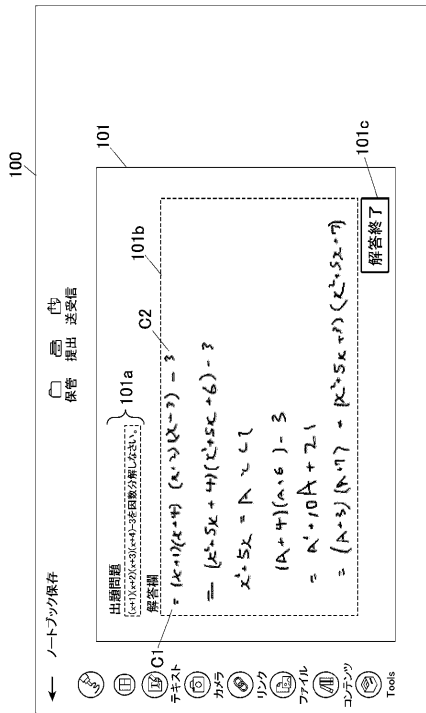 100
← ノートブック保存
保管 提出 送受信
テキスト
カメラ
リンク
ファイル
コンテンツ
Tools
101
101a
出題問題
(x+1)(x+2)(x+3)(x+4)-3を因数分解しなさい。
解答欄
C1
C2
101b
= (x+1)(x+4) (x+2)(x+3) - 3
= (x²+5x+4)(x²+5x+6) - 3
x²+5x = A とくと
(A+4)(A+6) - 3
= A²+10A+21
= (A+3)(A+7) = (x²+5x+3)(x²+5x+7)
解答終了
101c